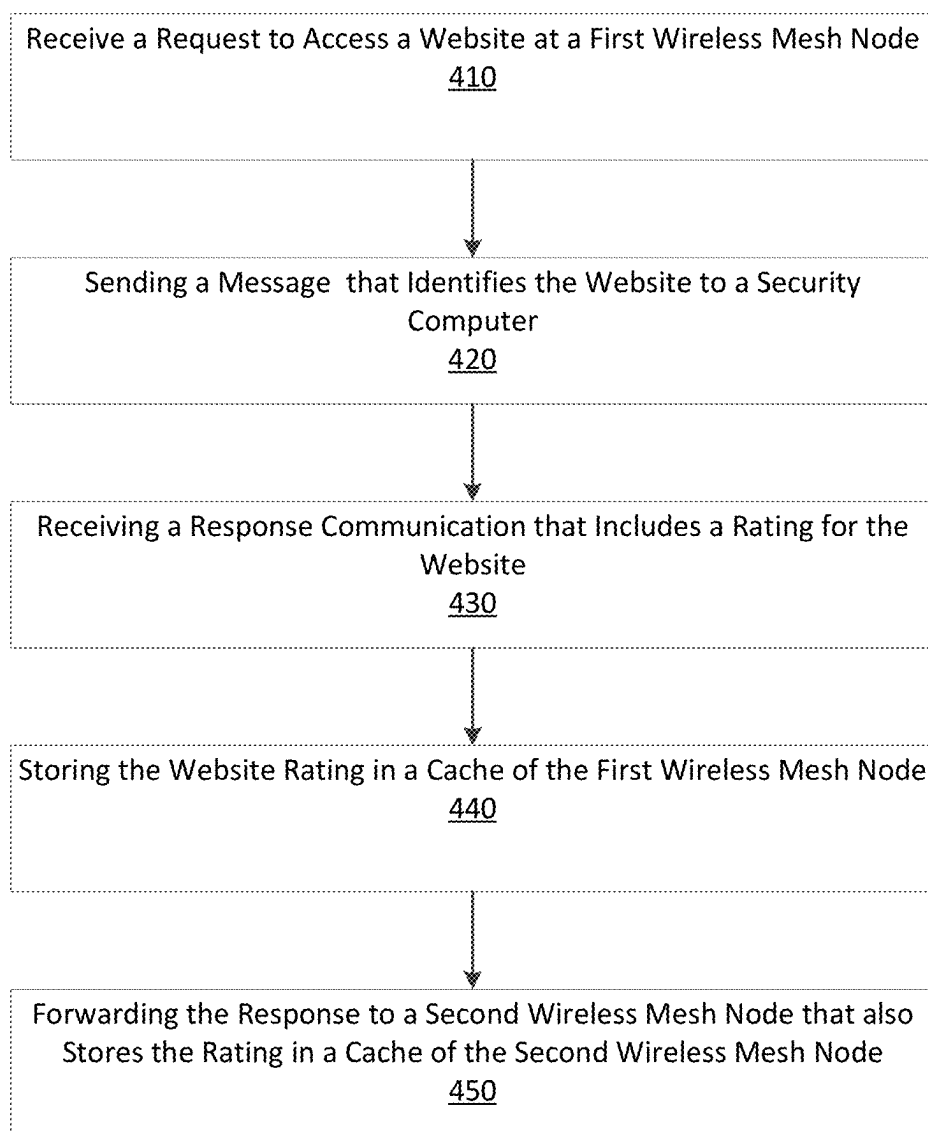 Receive a Request to Access a Website at a First Wireless Mesh Node
410
Sending a Message that Identifies the Website to a Security
Computer
420
Receiving a Response Communication that Includes a Rating for the
Website
430
Storing the Website Rating in a Cache of the First Wireless Mesh Node
440
Forwarding the Response to a Second Wireless Mesh Node that also
Stores the Rating in a Cache of the Second Wireless Mesh Node
450